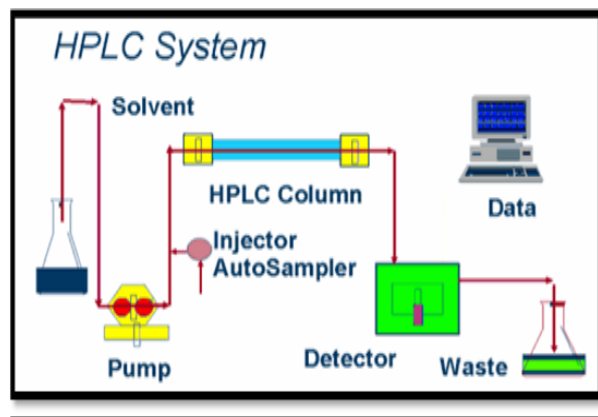 HPLC System
Solvent
HPLC Column
Data
Injector
AutoSampler
Pump
Detector
Waste